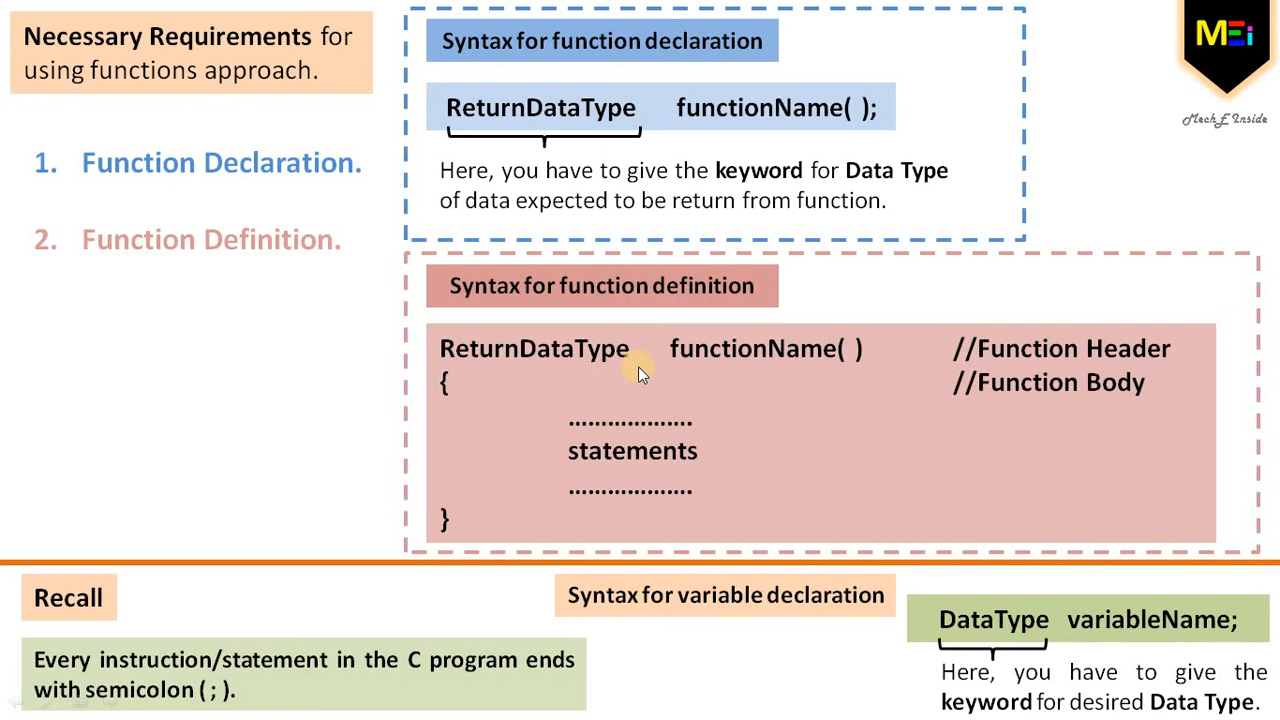 Necessary Requirements for
using functions approach.
1. Function Declaration.
2. Function Definition.
Syntax for function declaration
ReturnDataType functionName( );
Here, you have to give the keyword for Data Type
of data expected to be return from function.
Syntax for function definition
ReturnDataType functionName( ) //Function Header
{ //Function Body
...................
statements
...................
}
MEi
Mech E Inside
Recall
Every instruction/statement in the C program ends
with semicolon ( ; ).
Syntax for variable declaration
DataType variableName;
Here, you have to give the
keyword for desired Data Type.